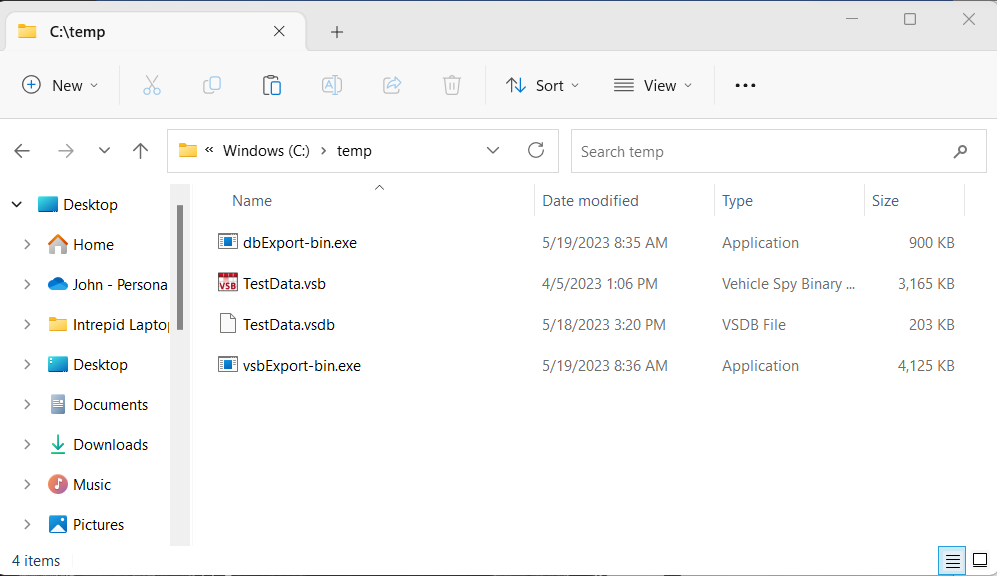 C:\temp
New
Sort
View
Windows (C:)
temp
Search temp
Name Date modified Type Size
dbExport-bin.exe 5/19/2023 8:35 AM Application 900 KB
VSB TestData.vsb 4/5/2023 1:06 PM Vehicle Spy Binary ... 3,165 KB
TestData.vsdb 5/18/2023 3:20 PM VSDB File 203 KB
vsbExport-bin.exe 5/19/2023 8:36 AM Application 4,125 KB
Desktop
Home
John - Persona
Intrepid Laptop
Desktop
Documents
Downloads
Music
Pictures
4 items